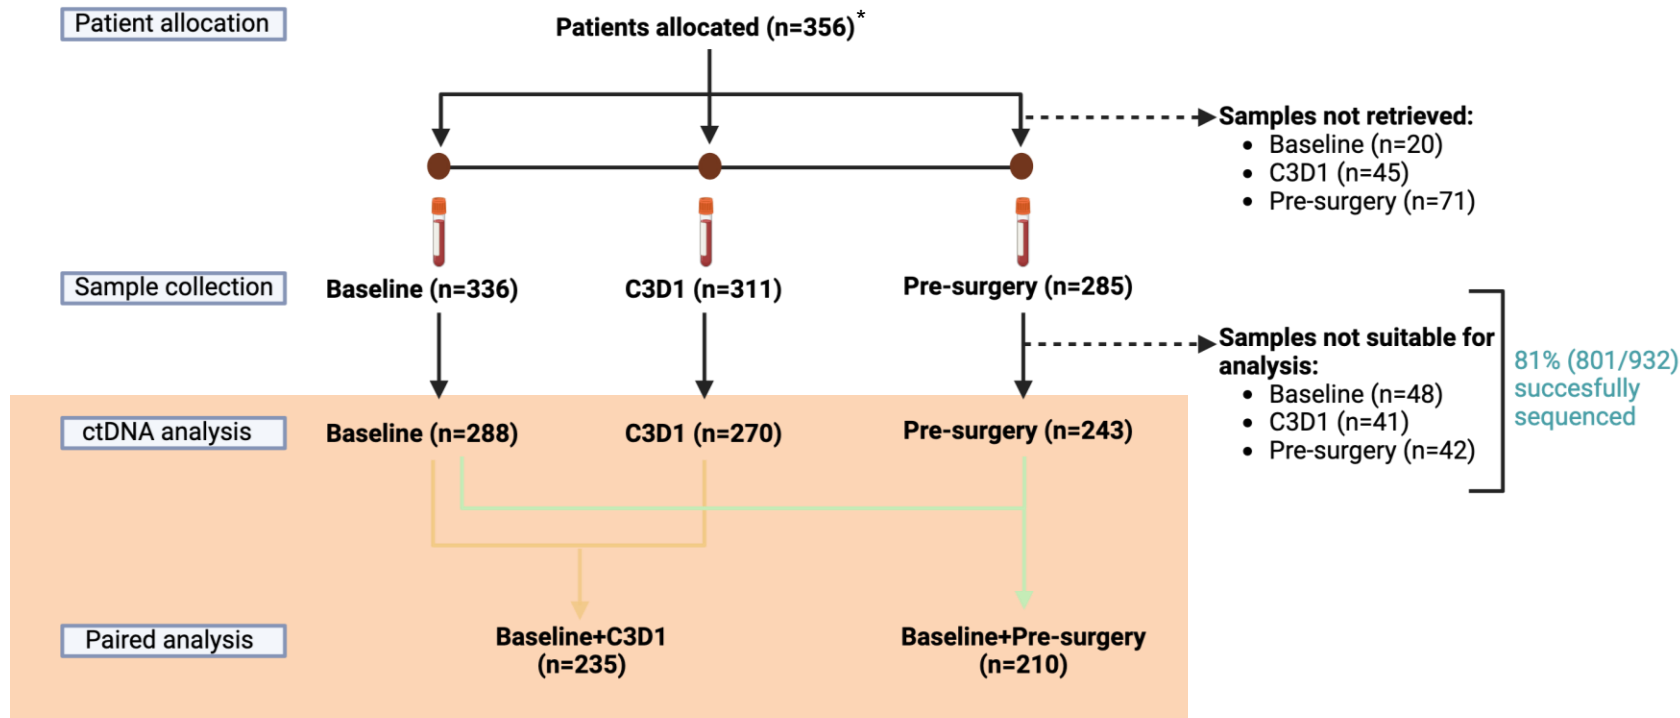 Patient allocation
Patients allocated (n=356)*
Samples not retrieved:
• Baseline (n=20)
• C3D1 (n=45)
• Pre-surgery (n=71)
Sample collection
Baseline (n=336)
C3D1 (n=311)
Pre-surgery (n=285)
Samples not suitable for
analysis:
• Baseline (n=48)
• C3D1 (n=41)
• Pre-surgery (n=42)
81% (801/932)
succesfully
sequenced
ctDNA analysis
Baseline (n=288)
C3D1 (n=270)
Pre-surgery (n=243)
Paired analysis
Baseline+C3D1
(n=235)
Baseline+Pre-surgery
(n=210)